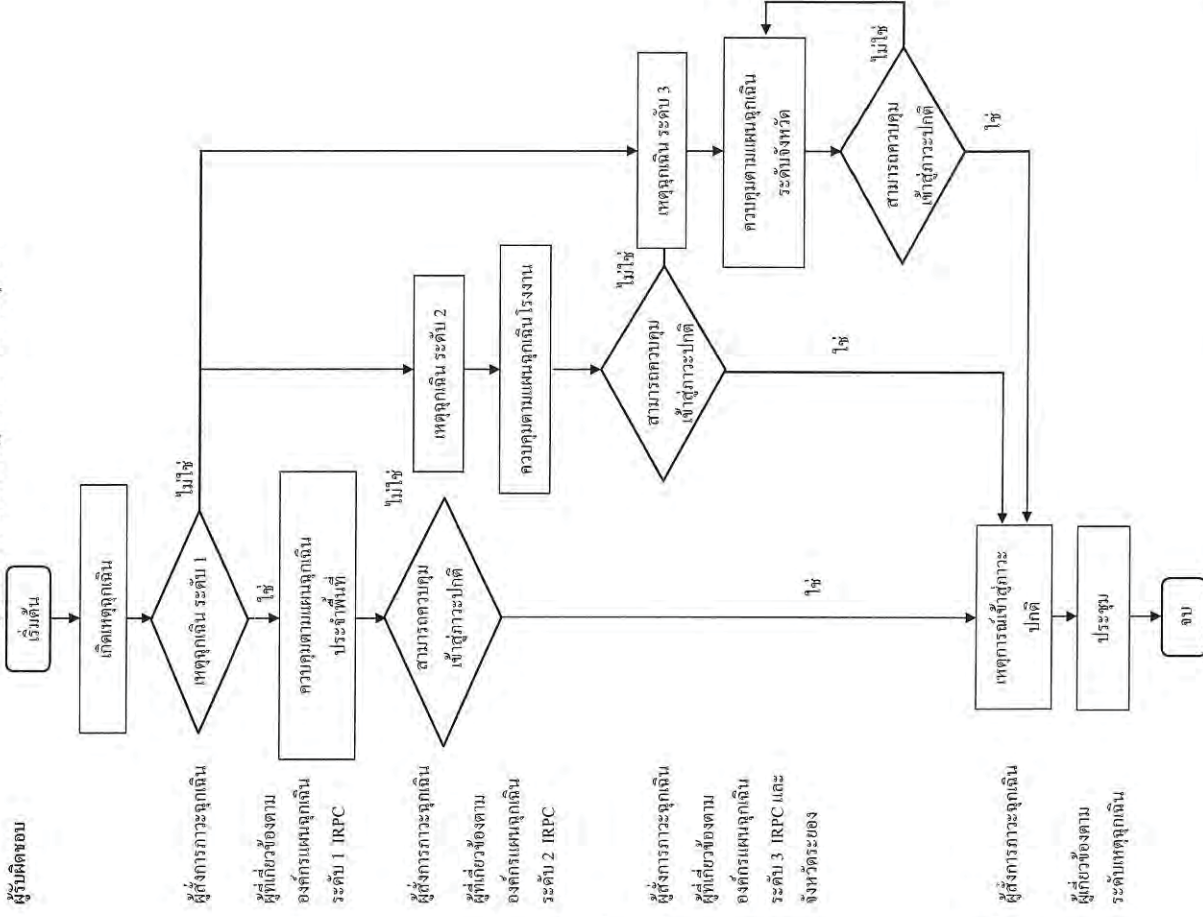 ผู้รับผิดชอบ
เริ่มต้น
เกิดเหตุฉุกเฉิน
ผู้สั่งการภาวะฉุกเฉิน
เหตุฉุกเฉิน ระดับ 1
ไม่ใช่
ใช่
ผู้ที่เกี่ยวข้องตาม
องค์กรแผนฉุกเฉิน
ระดับ 1 IRPC
ควบคุมตามแผนฉุกเฉิน
ประจำพื้นที่
ผู้สั่งการภาวะฉุกเฉิน
ผู้ที่เกี่ยวข้องตาม
องค์กรแผนฉุกเฉิน
ระดับ 2 IRPC
สามารถควบคุม
เข้าสู่ภาวะปกติ
ไม่ใช่
เหตุฉุกเฉิน ระดับ 2
ควบคุมตามแผนฉุกเฉินโรงงาน
ผู้สั่งการภาวะฉุกเฉิน
ผู้ที่เกี่ยวข้องตาม
องค์กรแผนฉุกเฉิน
ระดับ 3 IRPC และ
จังหวัดระยอง
สามารถควบคุม
เข้าสู่ภาวะปกติ
ไม่ใช่
เหตุฉุกเฉิน ระดับ 3
ควบคุมตามแผนฉุกเฉิน
ระดับจังหวัด
สามารถควบคุม
เข้าสู่ภาวะปกติ
ไม่ใช่
ใช่
ใช่
ใช่
ผู้สั่งการภาวะฉุกเฉิน
เหตุการณ์เข้าสู่ภาวะ
ปกติ
ผู้เกี่ยวข้องตาม
ระดับเหตุฉุกเฉิน
ประชุม
จบ